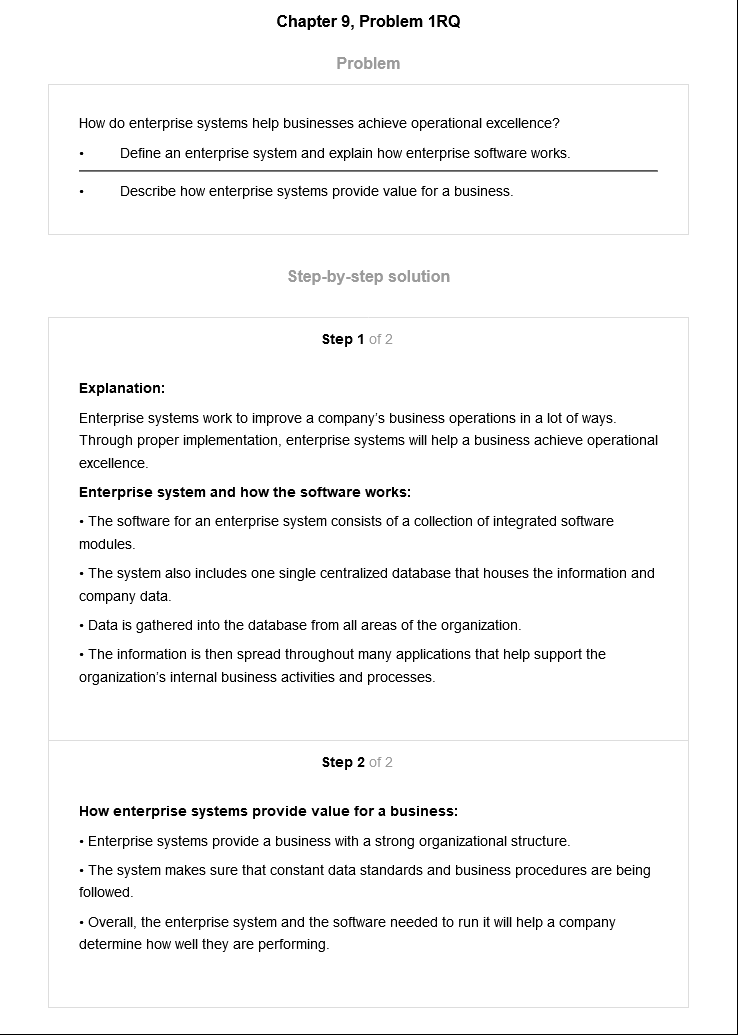 Chapter 9, Problem 1RQ
Problem
How do enterprise systems help businesses achieve operational excellence?
• Define an enterprise system and explain how enterprise software works.
• Describe how enterprise systems provide value for a business.
Step-by-step solution
Step 1 of 2
Explanation:
Enterprise systems work to improve a company’s business operations in a lot of ways.
Through proper implementation, enterprise systems will help a business achieve operational
excellence.
Enterprise system and how the software works:
• The software for an enterprise system consists of a collection of integrated software
modules.
• The system also includes one single centralized database that houses the information and
company data.
• Data is gathered into the database from all areas of the organization.
• The information is then spread throughout many applications that help support the
organization’s internal business activities and processes.
Step 2 of 2
How enterprise systems provide value for a business:
• Enterprise systems provide a business with a strong organizational structure.
• The system makes sure that constant data standards and business procedures are being
followed.
• Overall, the enterprise system and the software needed to run it will help a company
determine how well they are performing.